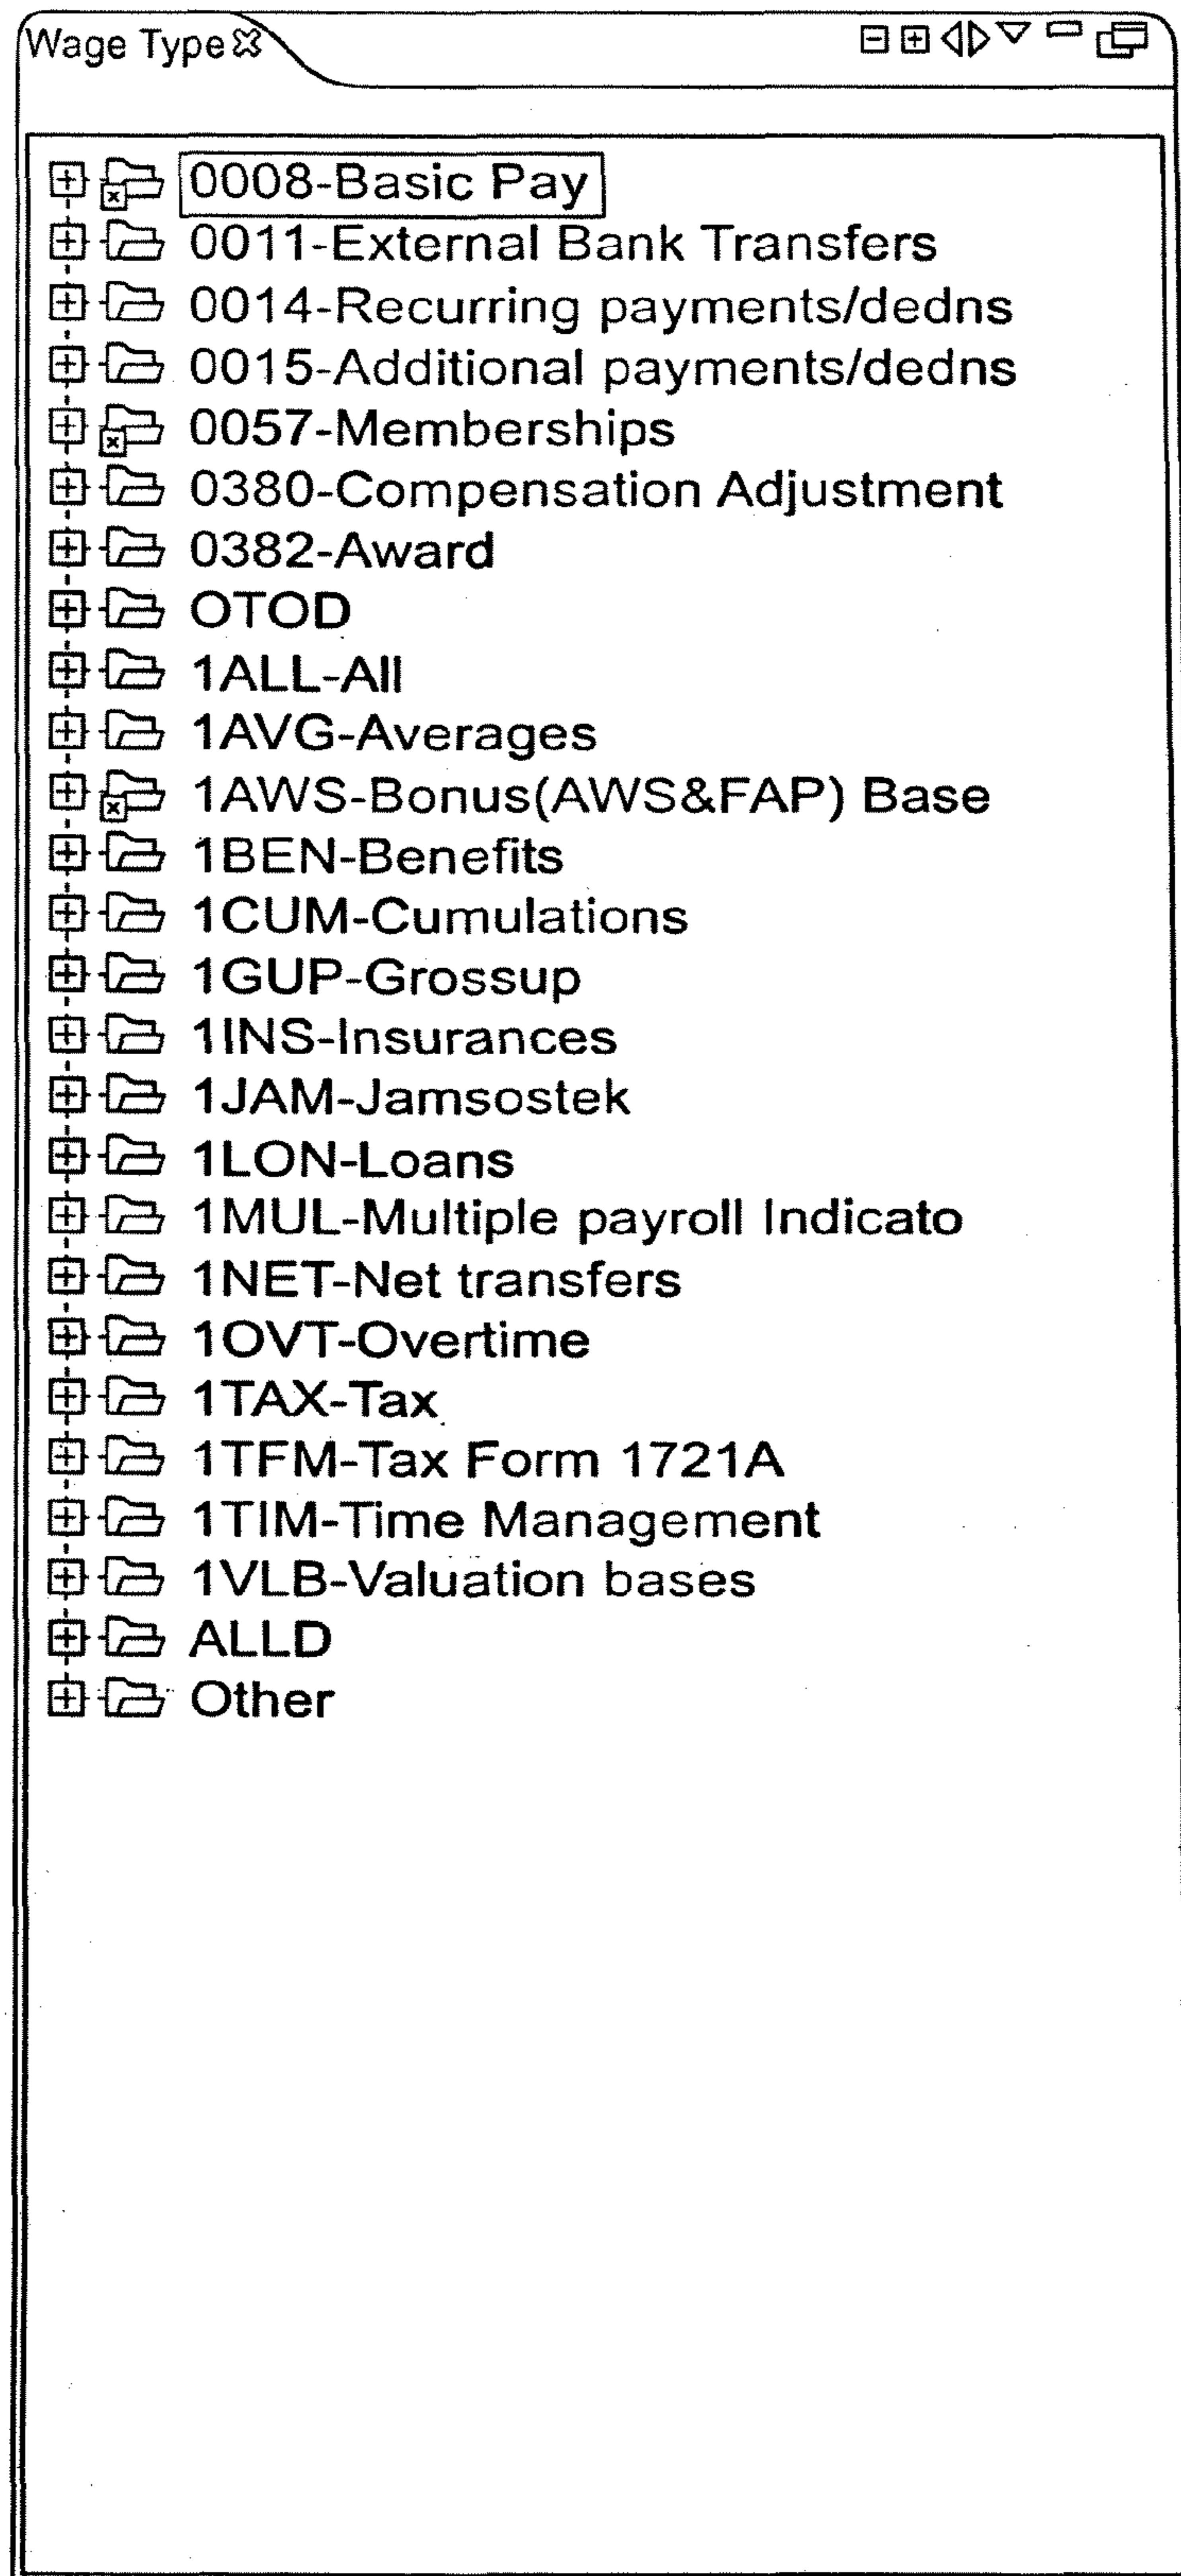 Wage Type
0008-Basic Pay
0011-External Bank Transfers
0014-Recurring payments/dedns
0015-Additional payments/dedns
0057-Memberships
0380-Compensation Adjustment
0382-Award
OTOD
1ALL-All
1AVG-Averages
1AWS-Bonus(AWS&FAP) Base
1BEN-Benefits
1CUM-Cumulations
1GUP-Grossup
1INS-Insurances
1JAM-Jamsostek
1LON-Loans
1MUL-Multiple payroll Indicato
1NET-Net transfers
1OVT-Overtime
1TAX-Tax
1TFM-Tax Form 1721A
1TIM-Time Management
1VLB-Valuation bases
ALLD
Other